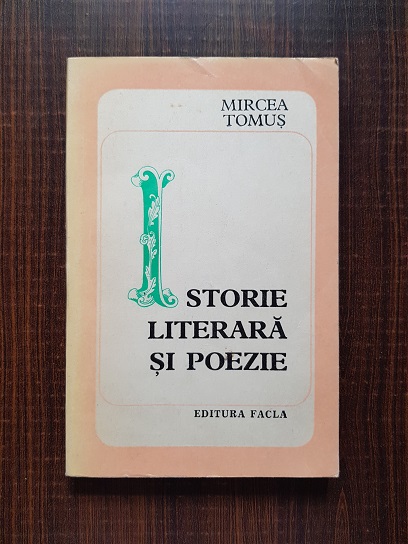 MIRCEA
TOMUȘ
ISTORIE
LITERARĂ
ȘI POEZIE
EDITURA FACLA